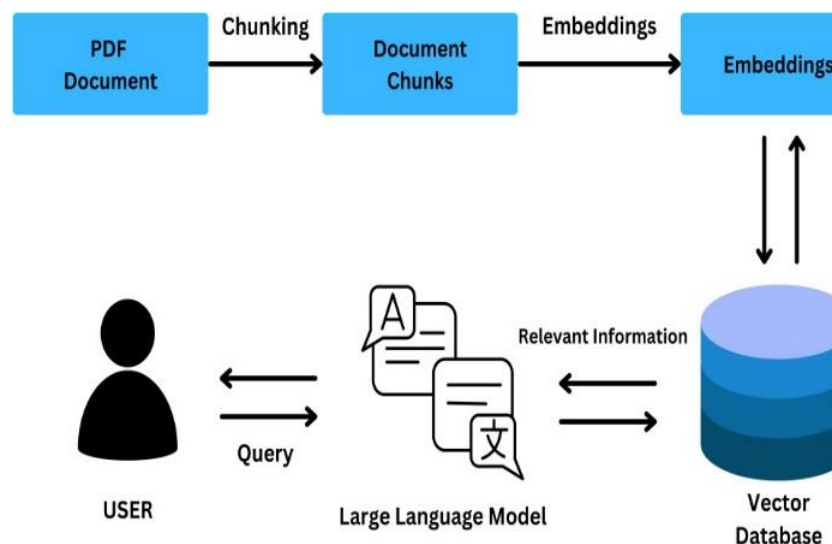 PDF
Document
Chunking
Document
Chunks
Embeddings
Embeddings
A
文
Relevant Information
Query
USER
Large Language Model
Vector
Database